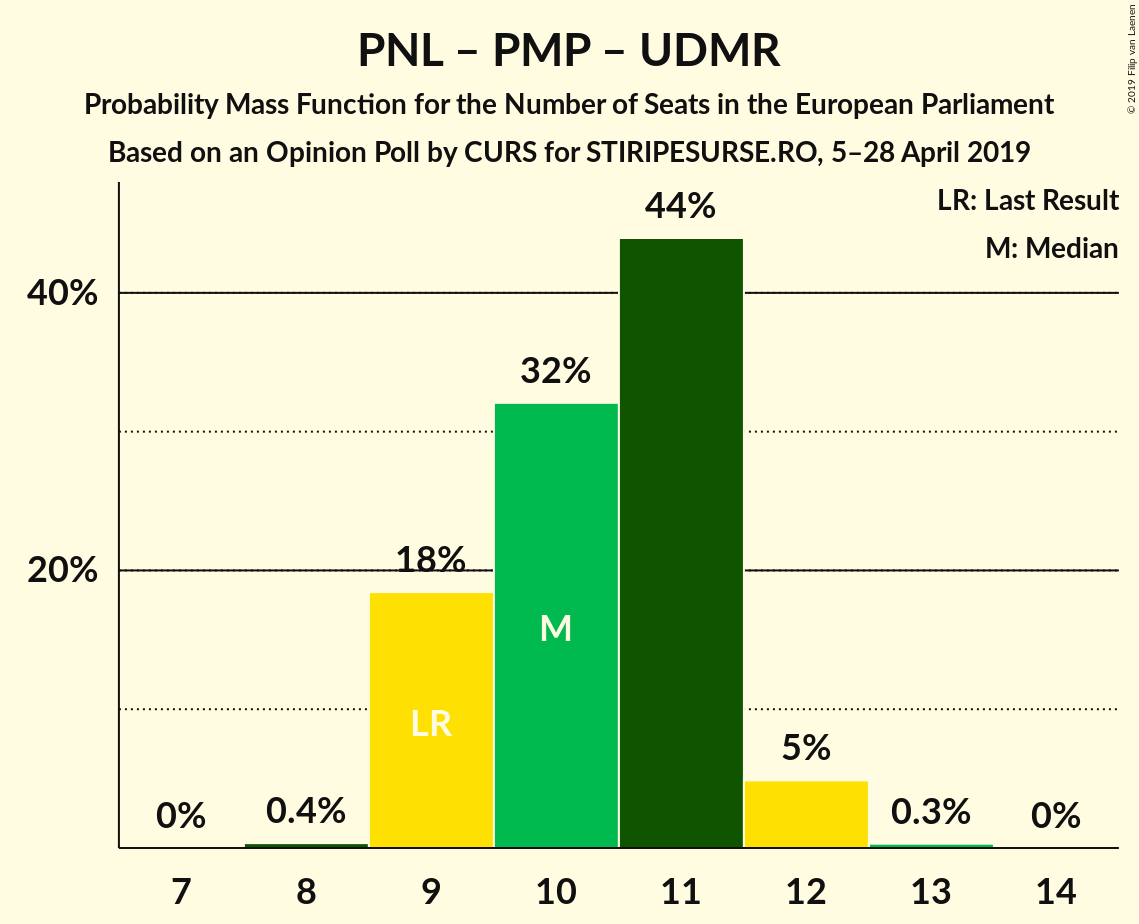 PNL – PMP – UDMR
Probability Mass Function for the Number of Seats in the European Parliament
Based on an Opinion Poll by CURS for STIRIPESURSE.RO, 5–28 April 2019
© 2019 Filip van Laenen
LR: Last Result
M: Median
44%
40%
32%
18%
20%
M
LR
5%
0%
0.4%
0.3%
0%
7 8 9 10 11 12 13 14